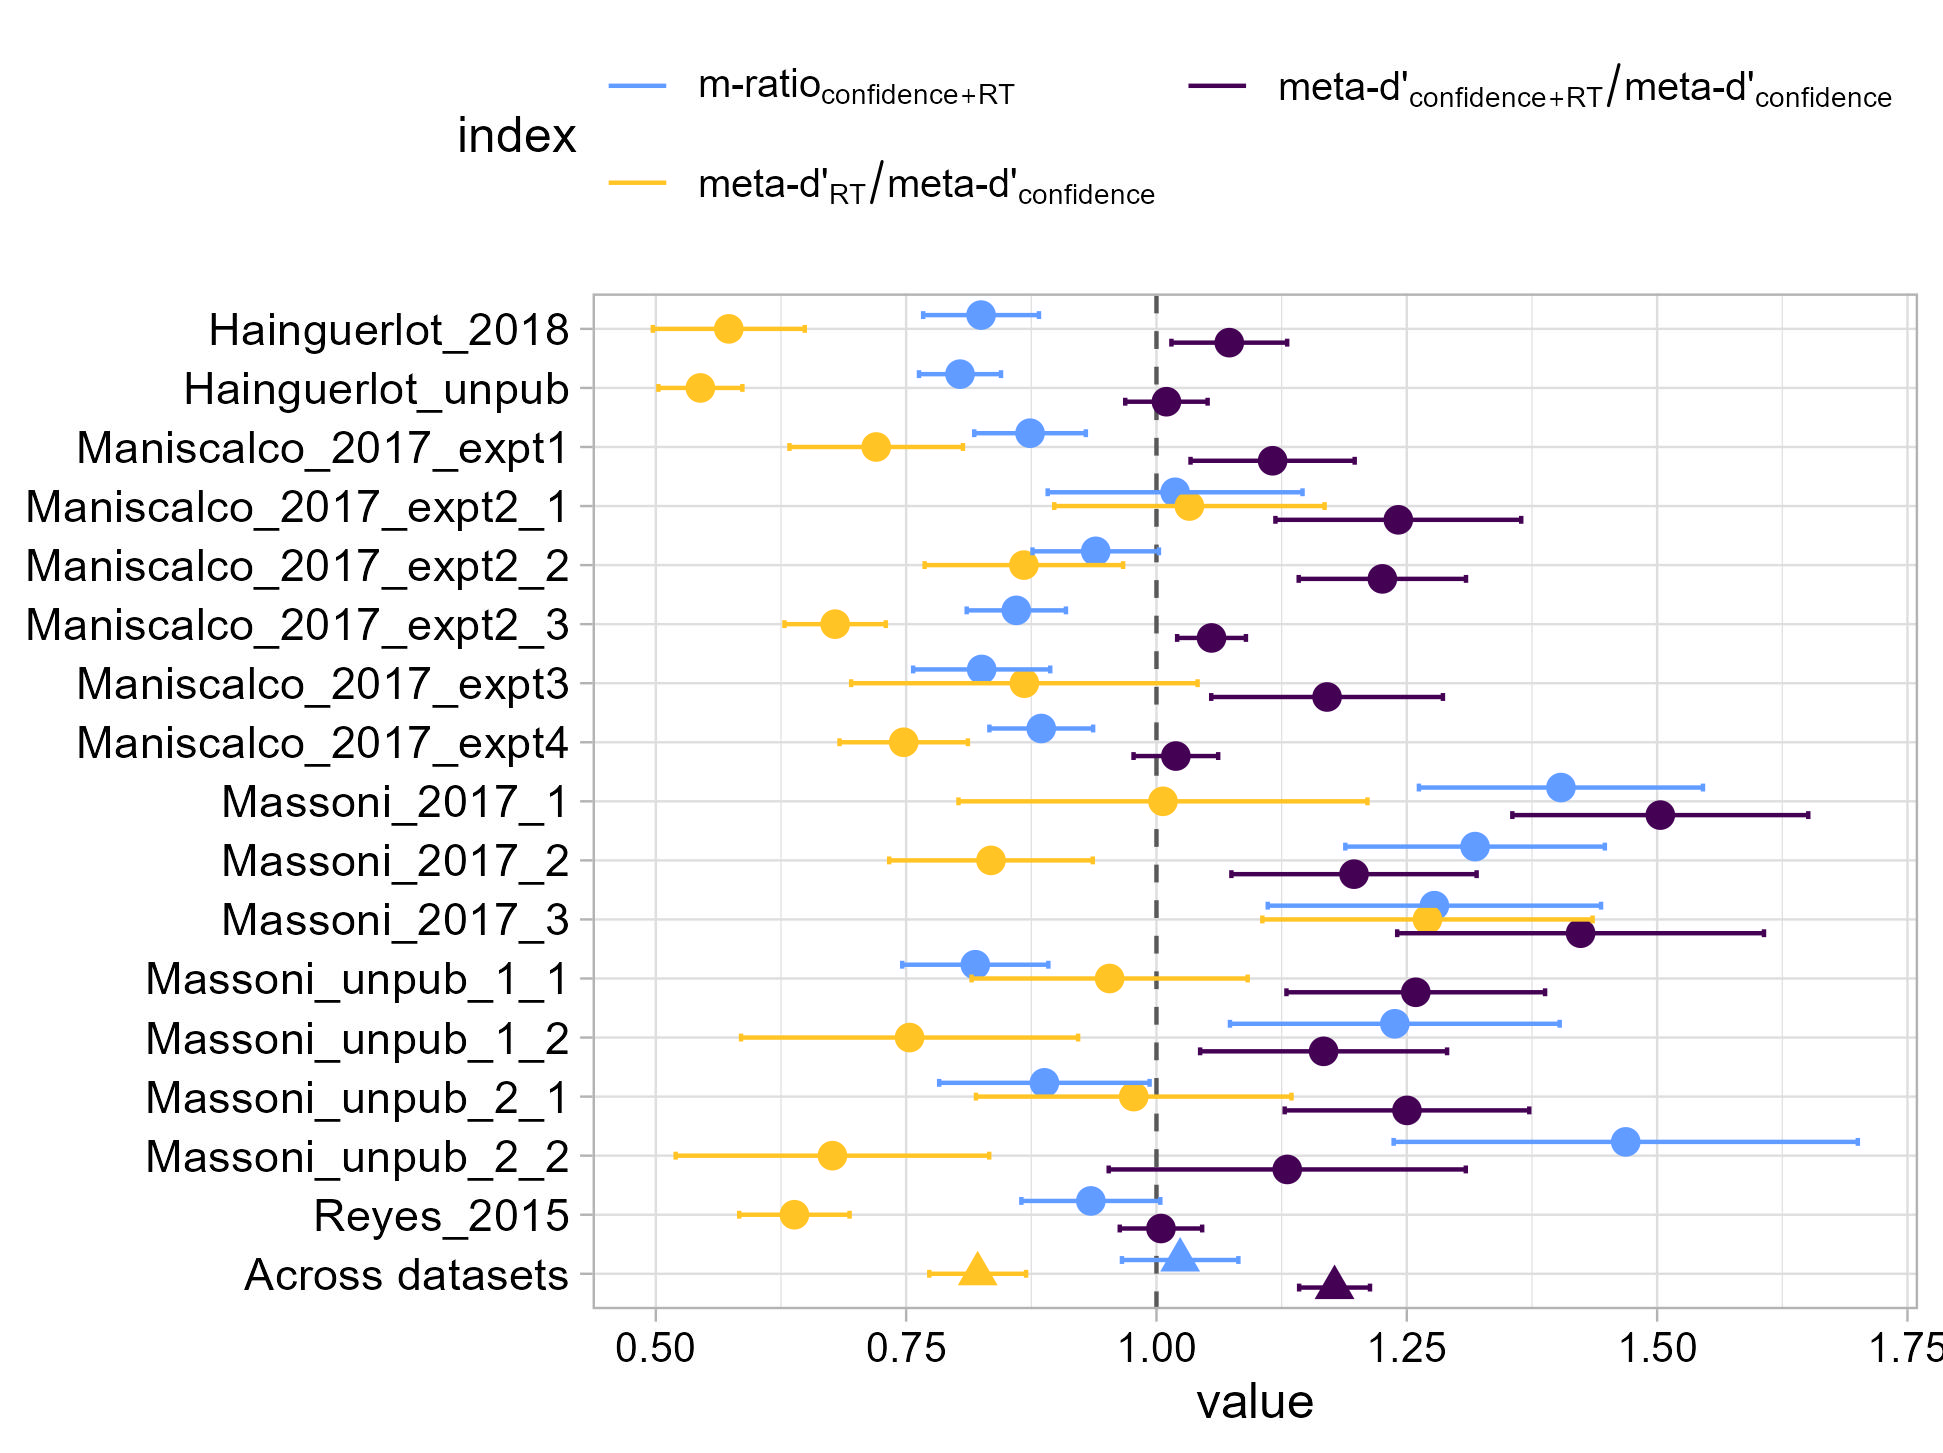 m-ratioconfidence+RT meta-d'confidence+RT/meta-d'confidence
index
meta-d'RT/meta-d'confidence
Hainguerlot_2018
Hainguerlot_unpub
Maniscalco_2017_expt1
Maniscalco_2017_expt2_1
Maniscalco_2017_expt2_2
Maniscalco_2017_expt2_3
Maniscalco_2017_expt3
Maniscalco_2017_expt4
Massoni_2017_1
Massoni_2017_2
Massoni_2017_3
Massoni_unpub_1_1
Massoni_unpub_1_2
Massoni_unpub_2_1
Massoni_unpub_2_2
Reyes_2015
Across datasets
0.50 0.75 1.00 1.25 1.50 1.75
value